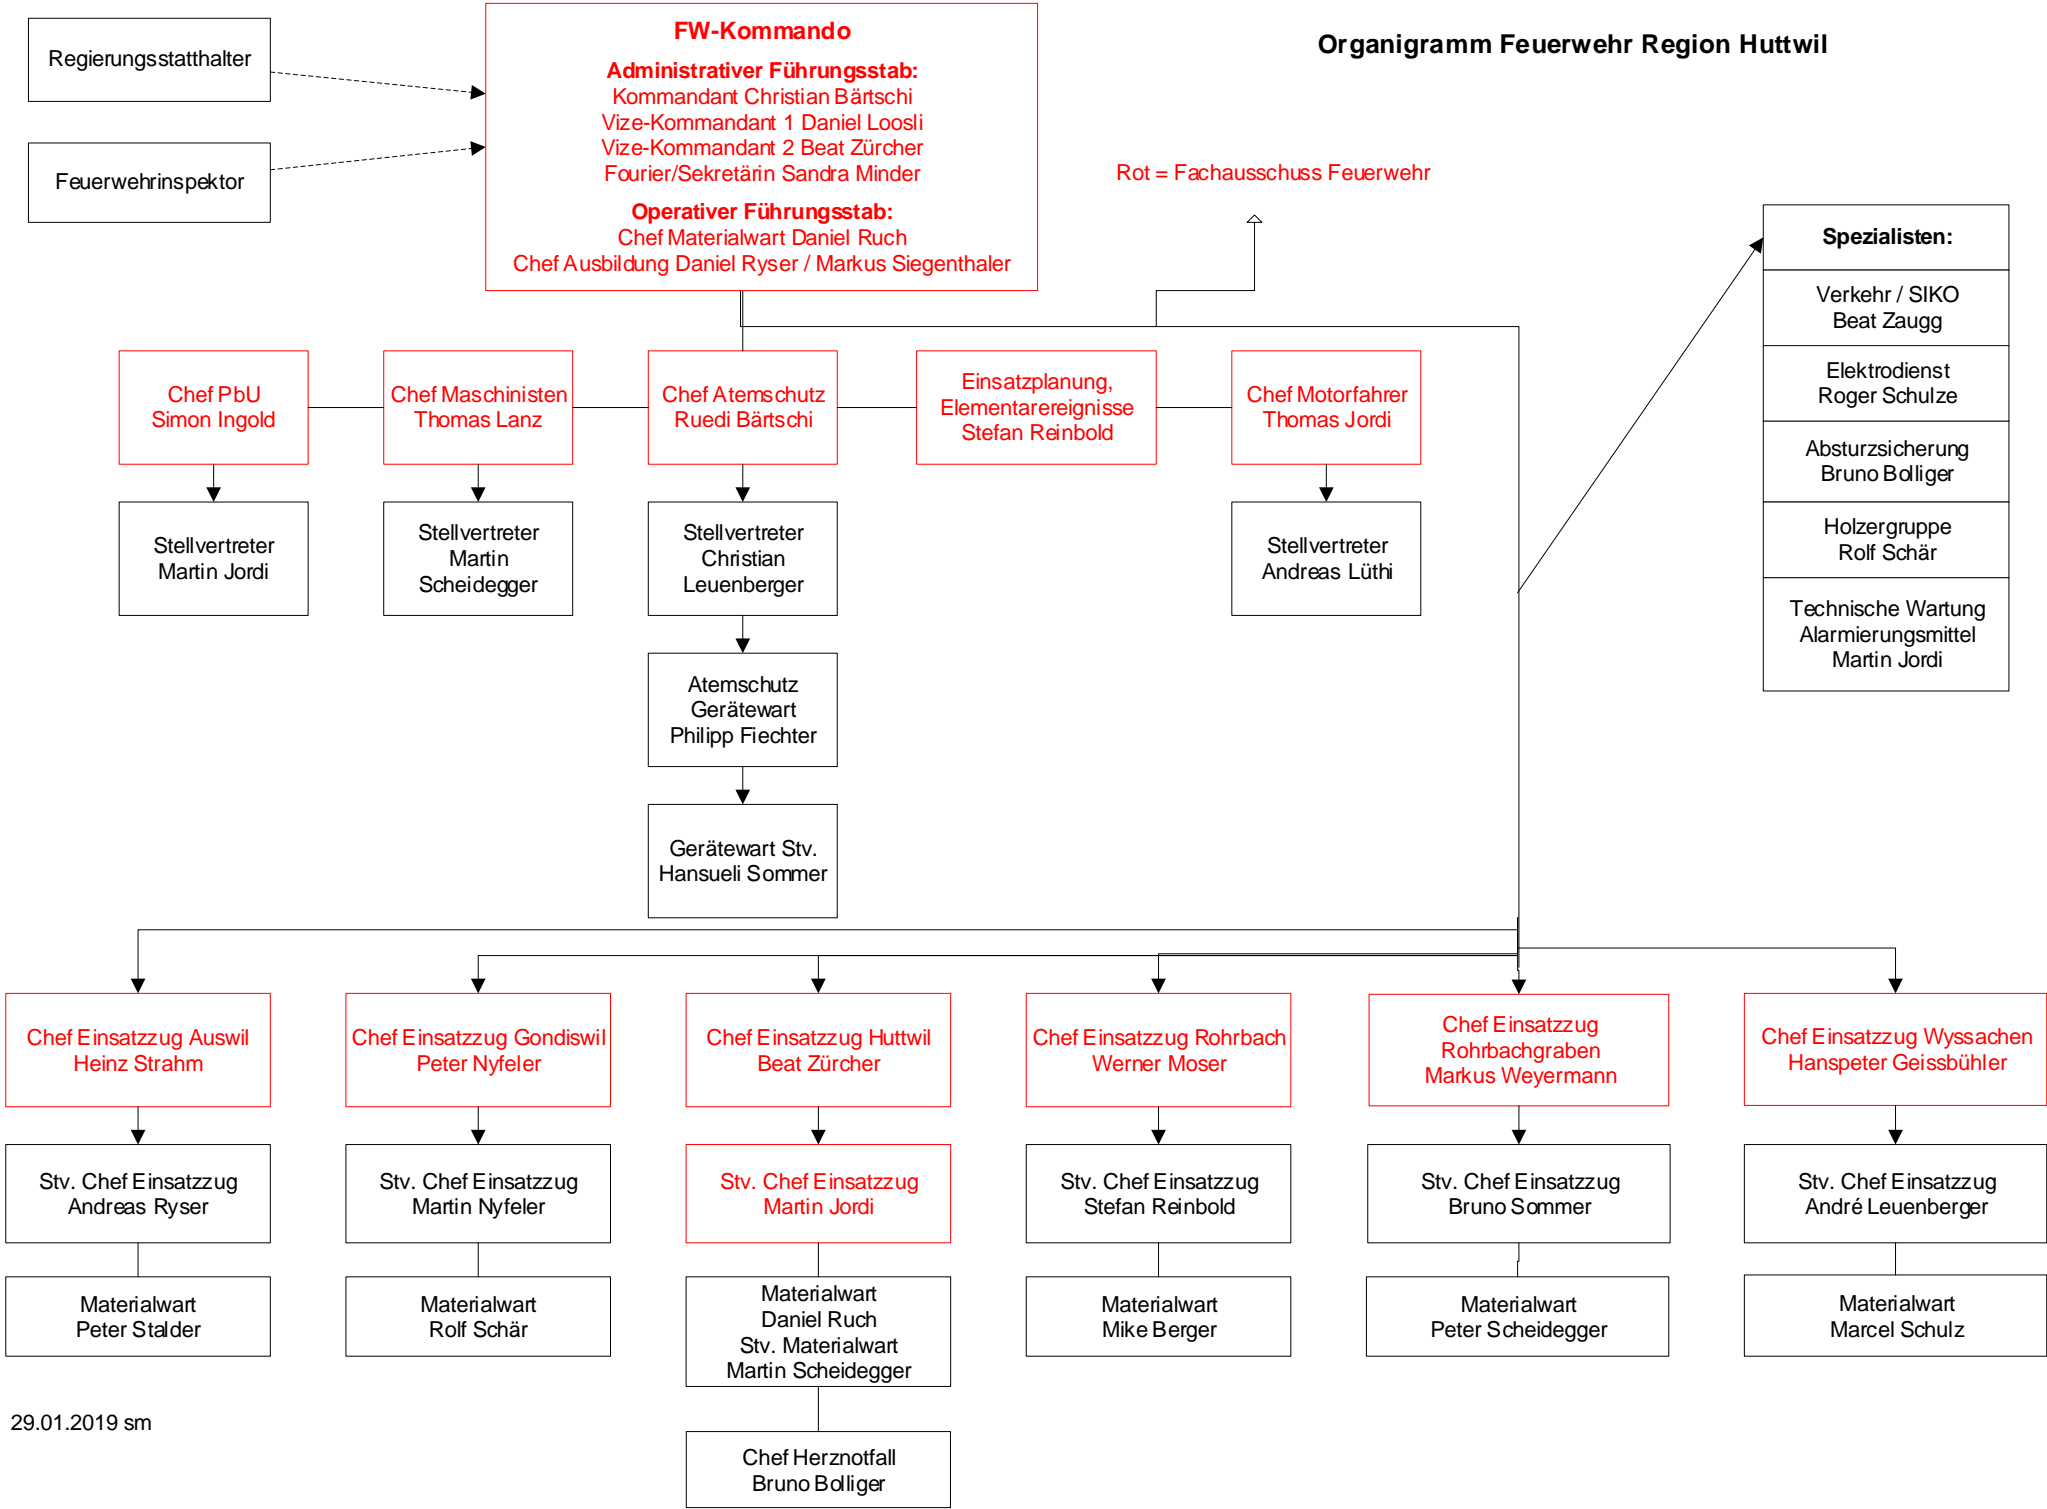 Organigramm Feuerwehr Region Huttwil
Regierungsstatthalter
Feuerwehrinspektor
FW-Kommando
Administrativer Führungsstab:
Kommandant Christian Bärtschi
Vize-Kommandant 1 Daniel Loosli
Vize-Kommandant 2 Beat Zürcher
Fourier/Sekretärin Sandra Minder
Operativer Führungsstab:
Chef Materialwart Daniel Ruch
Chef Ausbildung Daniel Ryser / Markus Siegenthaler
Rot = Fachausschuss Feuerwehr
Spezialisten:
Verkehr / SIKO
Beat Zaugg
Elektrodienst
Roger Schulze
Absturzsicherung
Bruno Bolliger
Holzergruppe
Rolf Schär
Technische Wartung
Alarmierungsmittel
Martin Jordi
Chef PbU
Simon Ingold
Chef Maschinisten
Thomas Lanz
Chef Atemschutz
Ruedi Bärtschi
Einsatzplanung,
Elementarereignisse
Stefan Reinbold
Chef Motorfahrer
Thomas Jordi
Stellvertreter
Martin Jordi
Stellvertreter
Martin
Scheidegger
Stellvertreter
Christian
Leuenberger
Stellvertreter
Andreas Lüthi
Atemschutz
Gerätewart
Philipp Fiechter
Gerätewart Stv.
Hansueli Sommer
Chef Einsatzzug Auswil
Heinz Strahm
Chef Einsatzzug Gondiswil
Peter Nyfeler
Chef Einsatzzug Huttwil
Beat Zürcher
Chef Einsatzzug Rohrbach
Werner Moser
Chef Einsatzzug
Rohrbachgraben
Markus Weyermann
Chef Einsatzzug Wyssachen
Hanspeter Geissbühler
Stv. Chef Einsatzzug
Andreas Ryser
Stv. Chef Einsatzzug
Martin Nyfeler
Stv. Chef Einsatzzug
Martin Jordi
Stv. Chef Einsatzzug
Stefan Reinbold
Stv. Chef Einsatzzug
Bruno Sommer
Stv. Chef Einsatzzug
André Leuenberger
Materialwart
Peter Stalder
Materialwart
Rolf Schär
Materialwart
Daniel Ruch
Stv. Materialwart
Martin Scheidegger
Materialwart
Mike Berger
Materialwart
Peter Scheidegger
Materialwart
Marcel Schulz
Chef Herznotfall
Bruno Bolliger
29.01.2019 sm